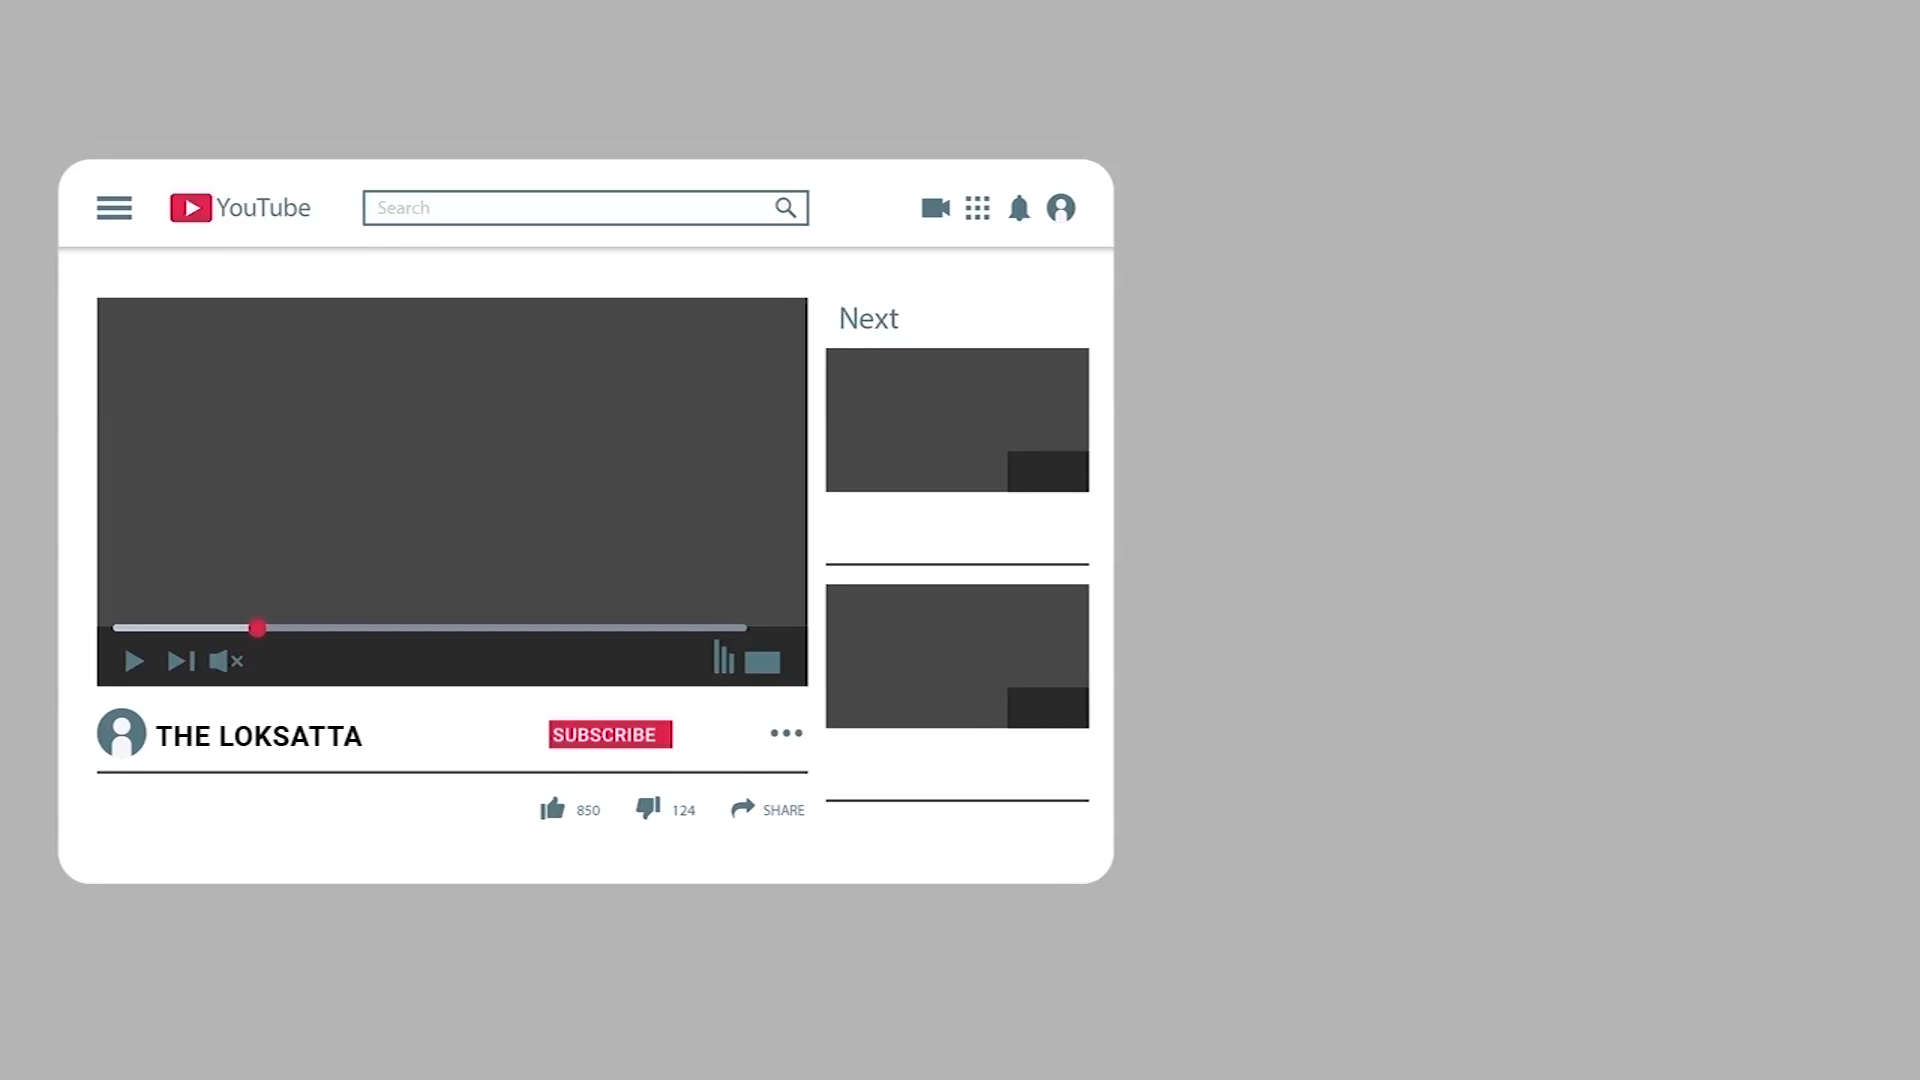 YouTube
Search
Next
THE LOKSATTA
SUBSCRIBE
850
124
SHARE